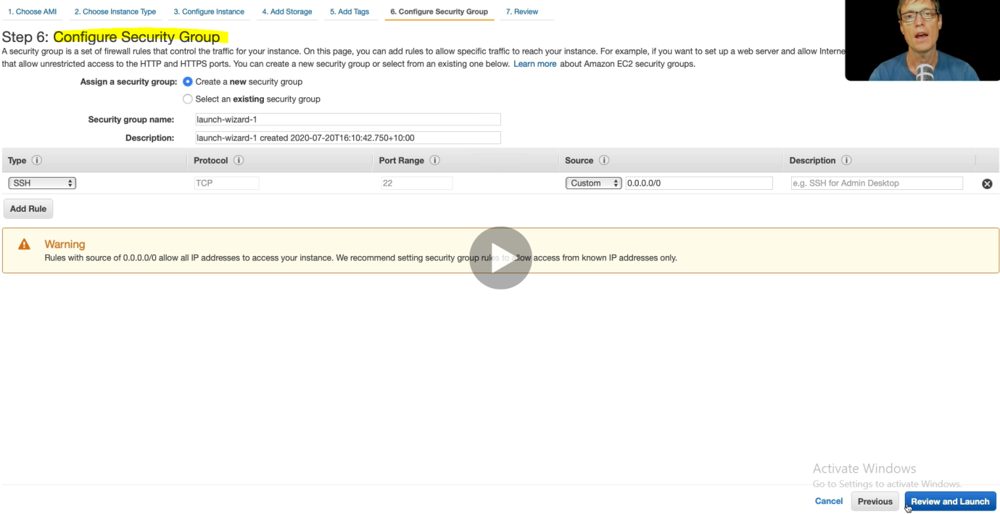 1. Choose AMI 2. Choose Instance Type 3. Configure Instance 4. Add Storage 5. Add Tags 6. Configure Security Group 7. Review
Step 6: Configure Security Group
A security group is a set of firewall rules that control the traffic for your instance. On this page, you can add rules to allow specific traffic to reach your instance. For example, if you want to set up a web server and allow Interne
that allow unrestricted access to the HTTP and HTTPS ports. You can create a new security group or select from an existing one below. Learn more about Amazon EC2 security groups.
Assign a security group: Create a new security group
Select an existing security group
Security group name: launch-wizard-1
Description: launch-wizard-1 created 2020-07-20T16:10:42.750+10:00
Type i Protocol i Port Range i Source i Description i
SSH TCP 22 Custom 0.0.0.0/0 e.g. SSH for Admin Desktop
Add Rule
Warning
Rules with source of 0.0.0.0/0 allow all IP addresses to access your instance. We recommend setting security group rules to allow access from known IP addresses only.
Activate Windows
Go to Settings to activate Windows.
Cancel Previous Review and Launch